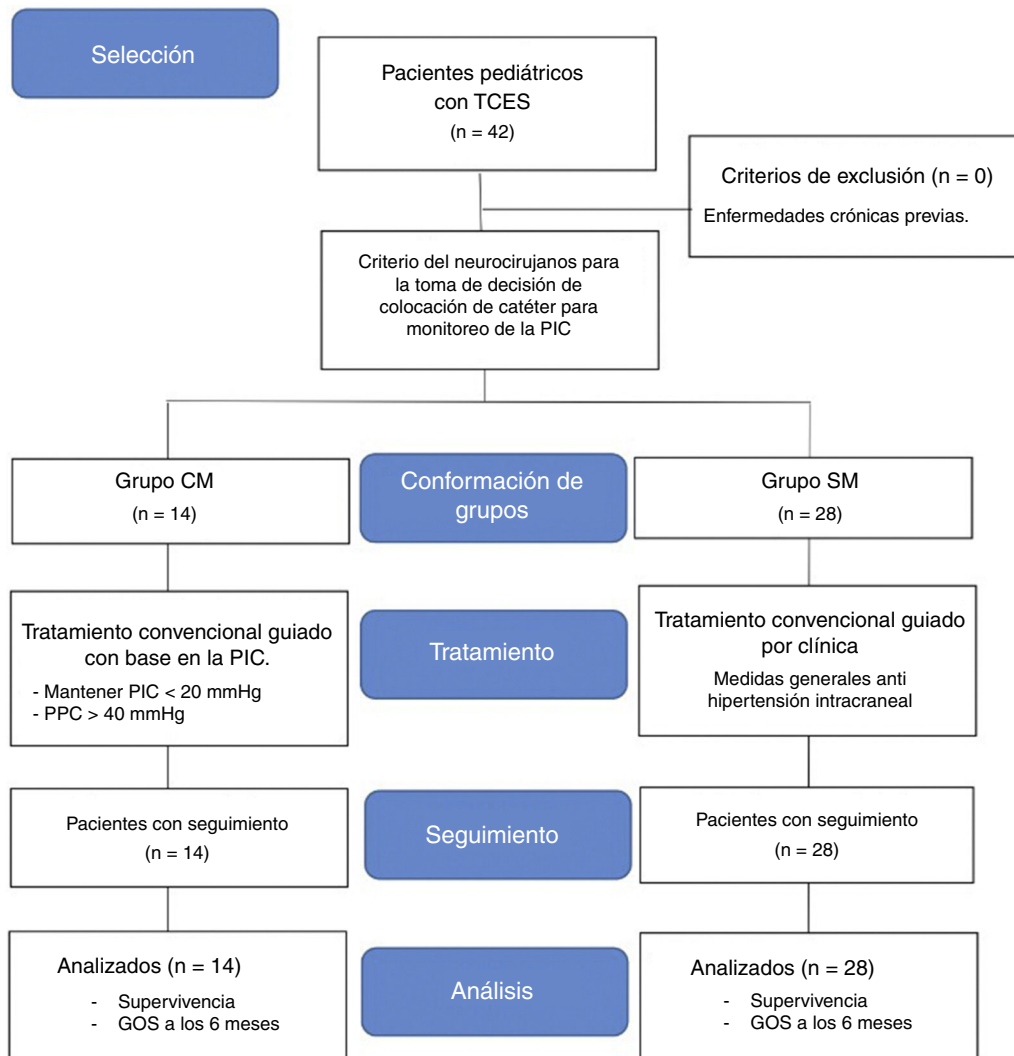 Selección
Pacientes pediátricos
con TCES
(n = 42)
Criterios de exclusión (n = 0)
Enfermedades crónicas previas.
Criterio del neurocirujanos para
la toma de decisión de
colocación de catéter para
monitoreo de la PIC
Grupo CM
(n = 14)
Conformación de
grupos
Grupo SM
(n = 28)
Tratamiento convencional guiado
con base en la PIC.
- Mantener PIC < 20 mmHg
- PPC > 40 mmHg
Tratamiento
Tratamiento convencional guiado
por clínica
Medidas generales anti
hipertensión intracraneal
Pacientes con seguimiento
(n = 14)
Seguimiento
Pacientes con seguimiento
(n = 28)
Analizados (n = 14)
- Supervivencia
- GOS a los 6 meses
Análisis
Analizados (n = 28)
- Supervivencia
- GOS a los 6 meses